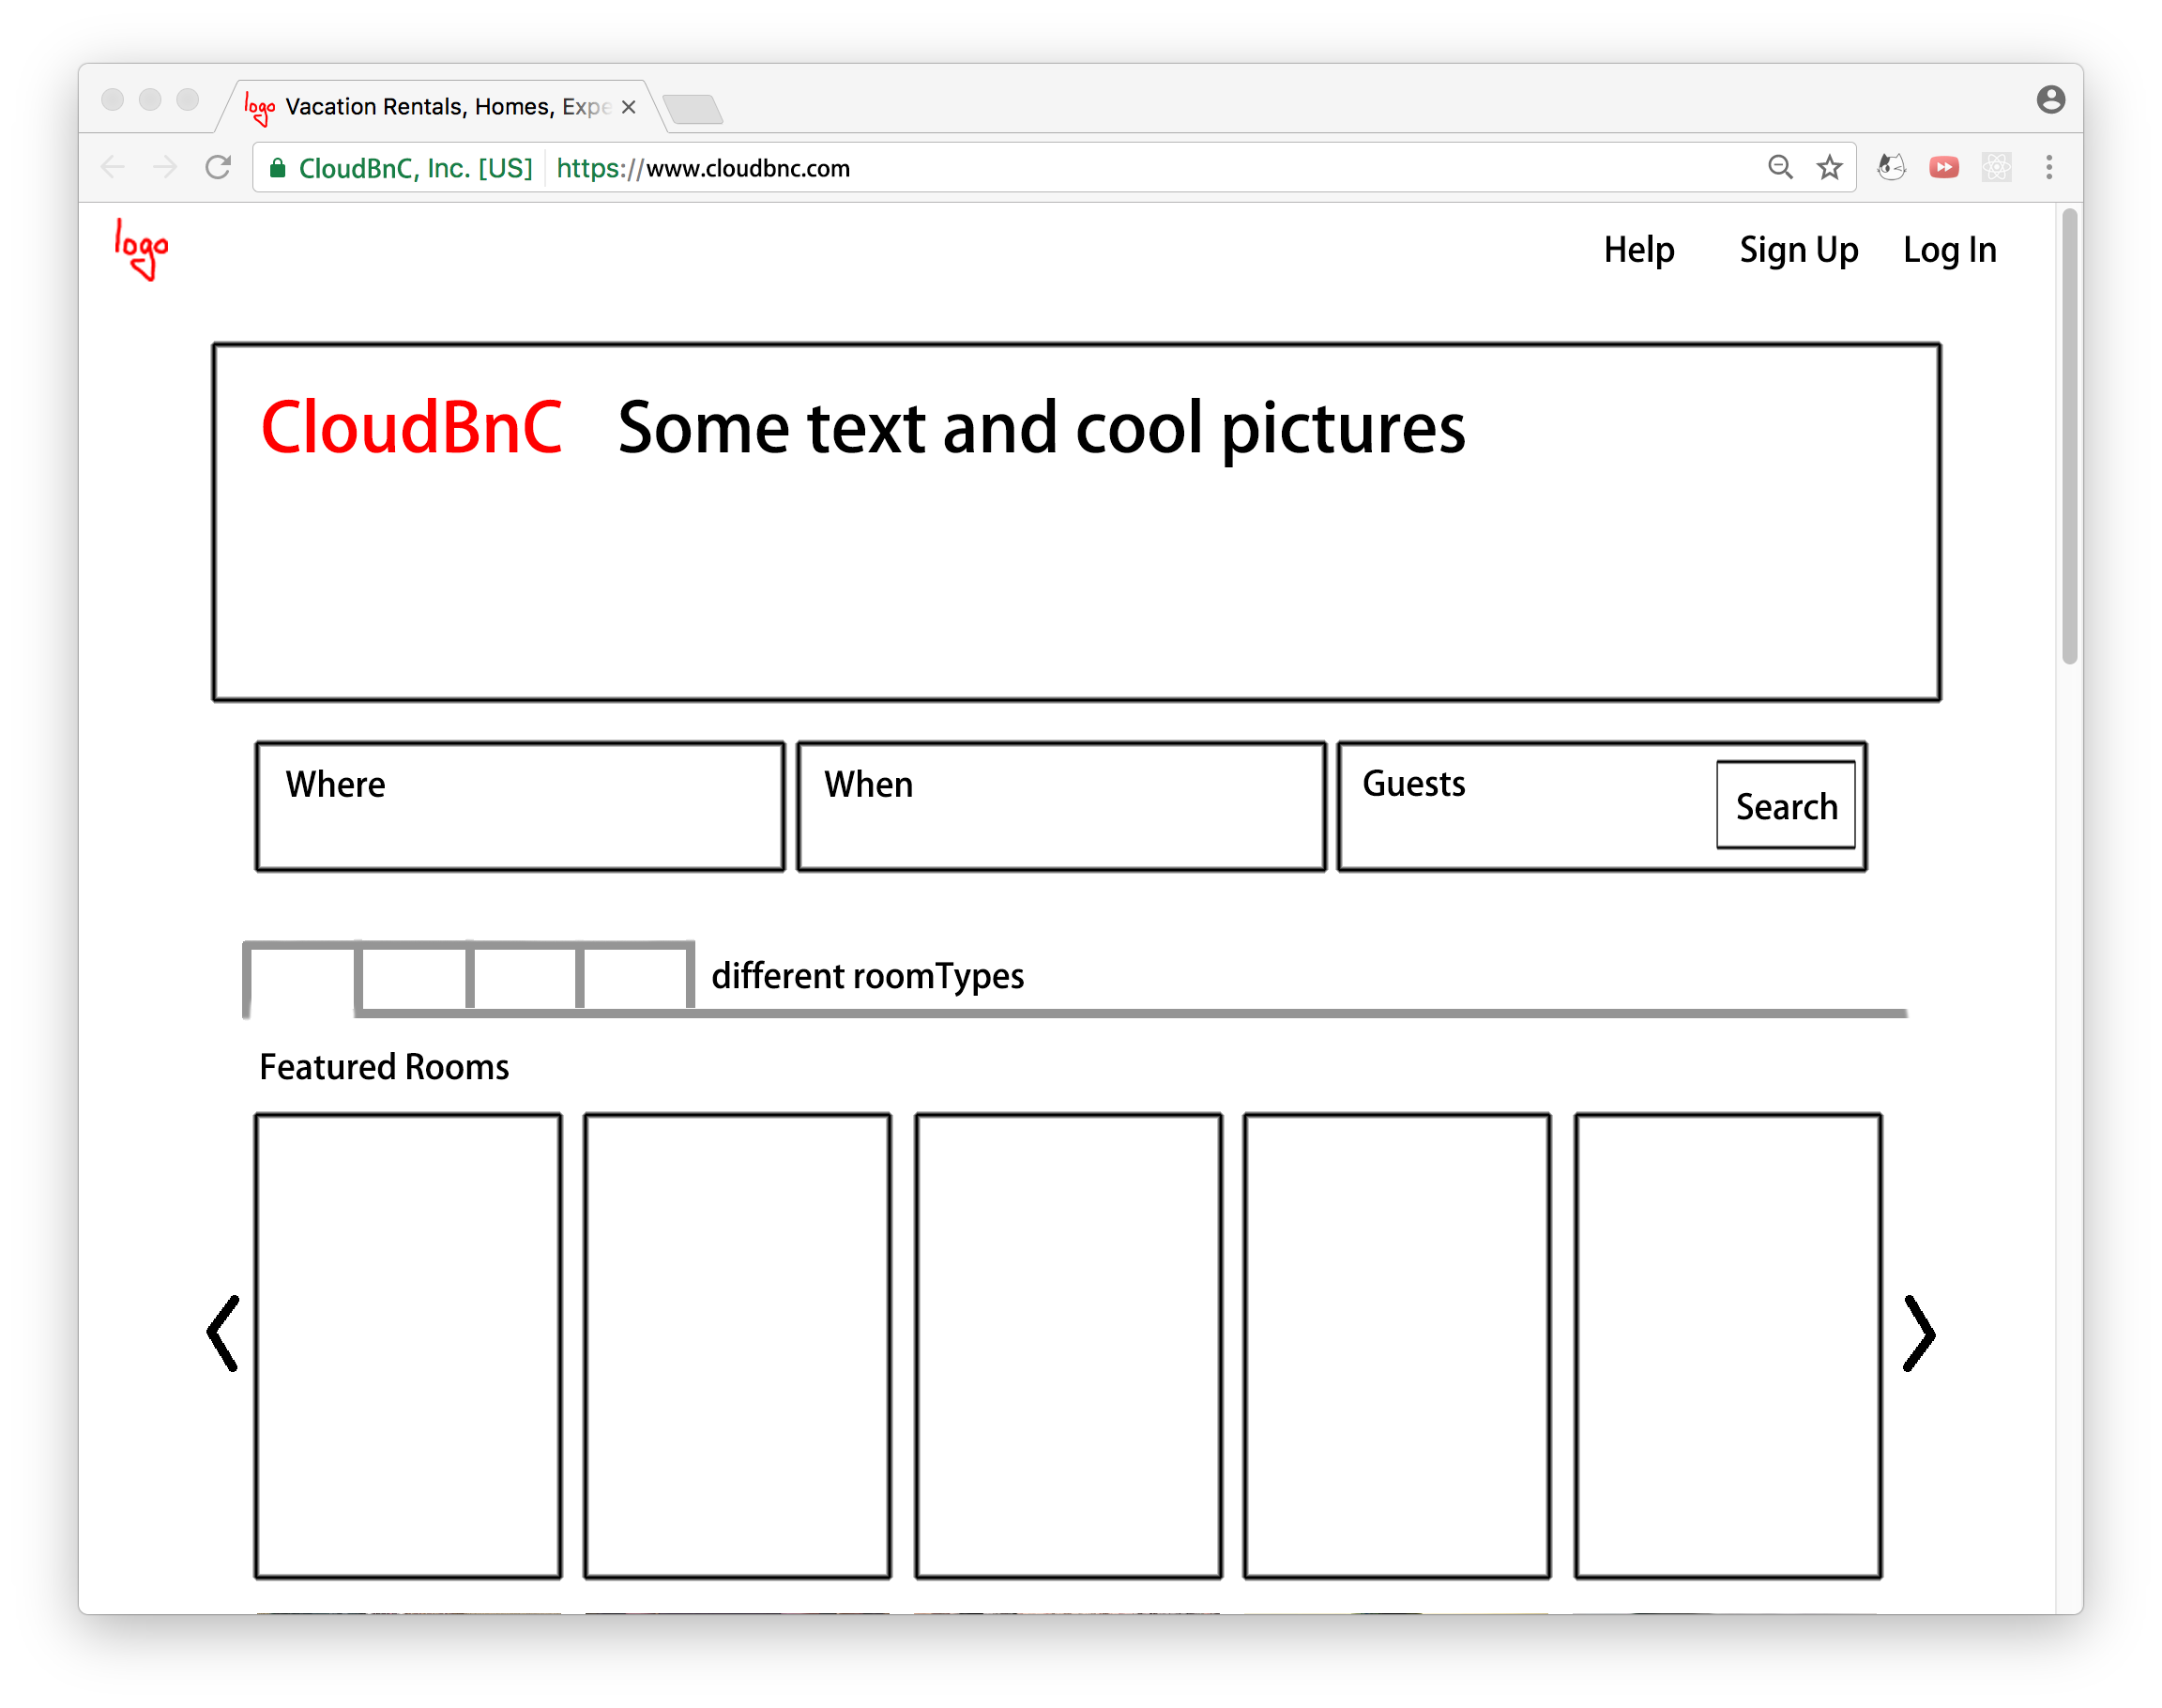 logo Vacation Rentals, Homes, Expe
CloudBnC, Inc. [US] https://www.cloudbnc.com
logo Help Sign Up Log In
CloudBnC Some text and cool pictures
Where When Guests Search
different roomTypes
Featured Rooms